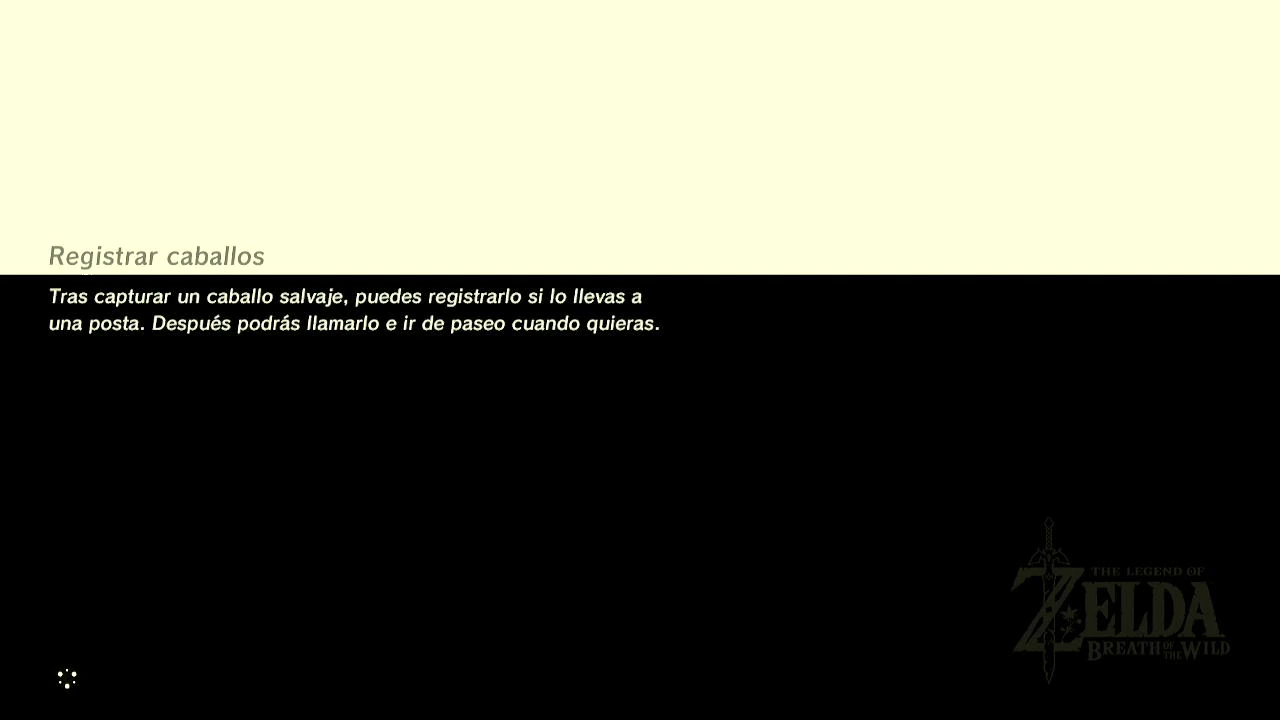 Registrar caballos
Tras capturar un caballo salvaje, puedes registrarlo si lo llevas a
una posta. Después podrás llamarlo e ir de paseo cuando quieras.
THE LEGEND OF
ZELDA
BREATH OF THE WILD